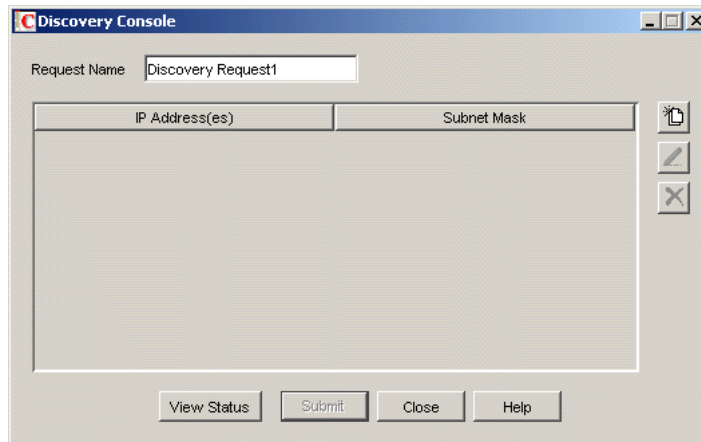 C Discovery Console
Request Name Discovery Request1
IP Address(es) Subnet Mask
View Status Submit Close Help